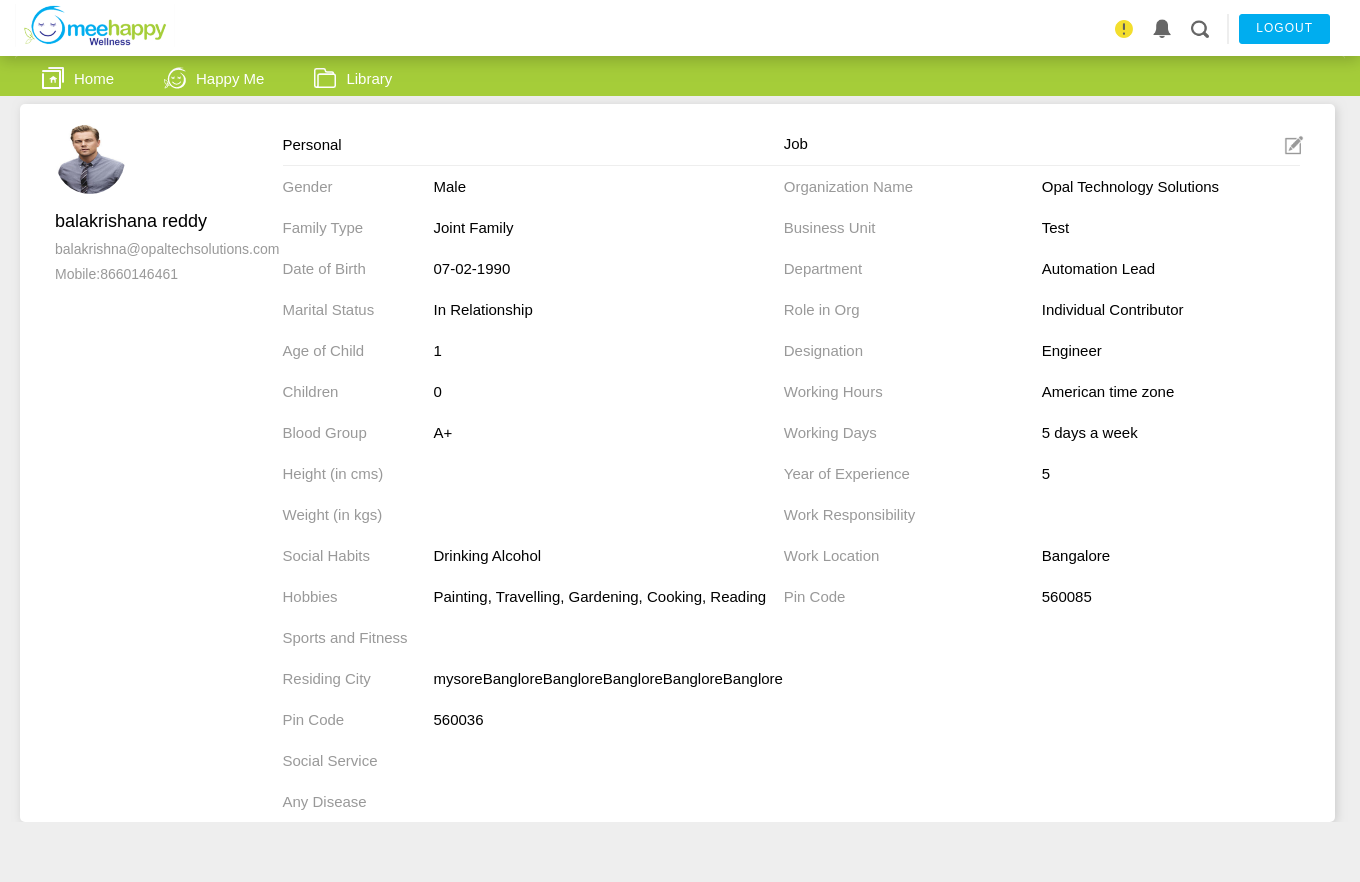 meehappy
Wellness
LOGOUT
Home
Happy Me
Library
balakrishana reddy
balakrishna@opaltechsolutions.com
Mobile:8660146461
Personal
Gender Male
Family Type Joint Family
Date of Birth 07-02-1990
Marital Status In Relationship
Age of Child 1
Children 0
Blood Group A+
Height (in cms)
Weight (in kgs)
Social Habits Drinking Alcohol
Hobbies Painting, Travelling, Gardening, Cooking, Reading
Sports and Fitness
Residing City mysoreBangloreBangloreBangloreBangloreBanglore
Pin Code 560036
Social Service
Any Disease
Job
Organization Name Opal Technology Solutions
Business Unit Test
Department Automation Lead
Role in Org Individual Contributor
Designation Engineer
Working Hours American time zone
Working Days 5 days a week
Year of Experience 5
Work Responsibility
Work Location Bangalore
Pin Code 560085